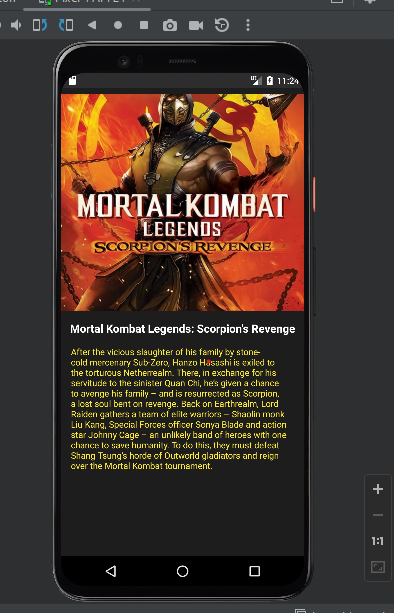 11:24
MORTAL KOMBAT
LEGENDS
SCORPION'S REVENGE
Mortal Kombat Legends: Scorpion's Revenge
After the vicious slaughter of his family by stone-
cold mercenary Sub-Zero, Hanzo Hasashi is exiled to
the torturous Netherrealm. There, in exchange for his
servitude to the sinister Quan Chi, he's given a chance
to avenge his family – and is resurrected as Scorpion,
a lost soul bent on revenge. Back on Earthrealm, Lord
Raiden gathers a team of elite warriors – Shaolin monk
Liu Kang, Special Forces officer Sonya Blade and action
star Johnny Cage – an unlikely band of heroes with one
chance to save humanity. To do this, they must defeat
Shang Tsung's horde of Outworld gladiators and reign
over the Mortal Kombat tournament.
1:1